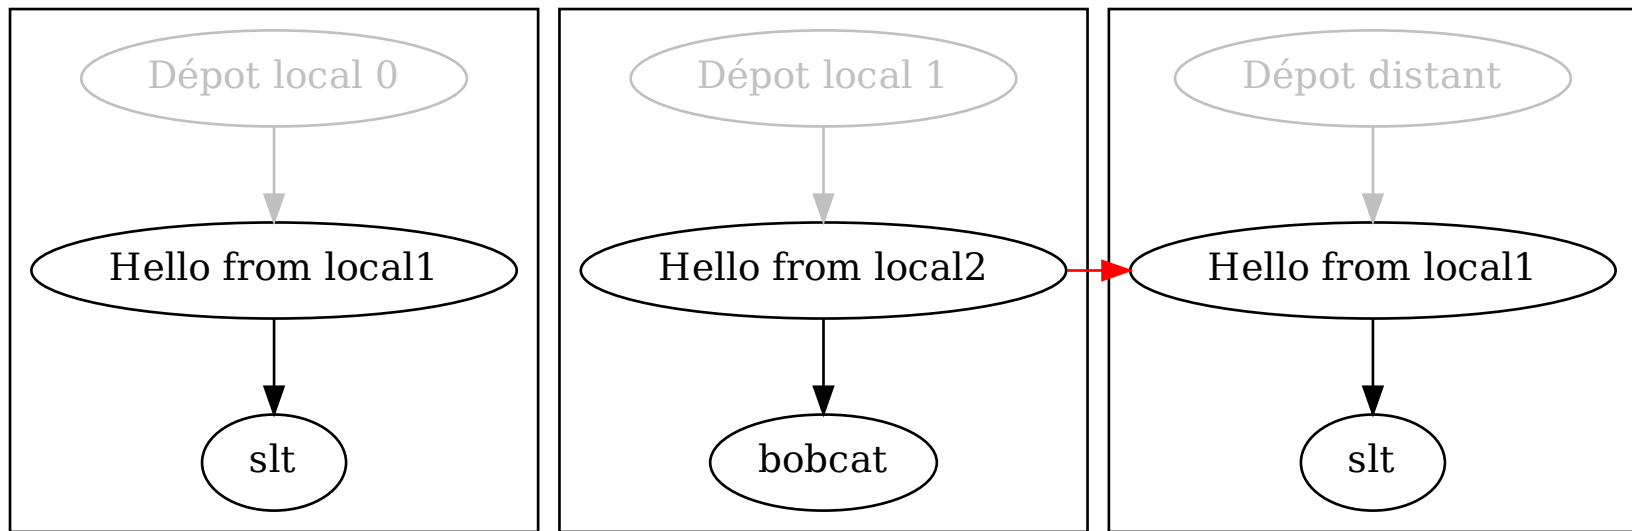 Dépot local 0
Dépot local 1
Dépot distant
Hello from local1
Hello from local2
Hello from local1
slt
bobcat
slt